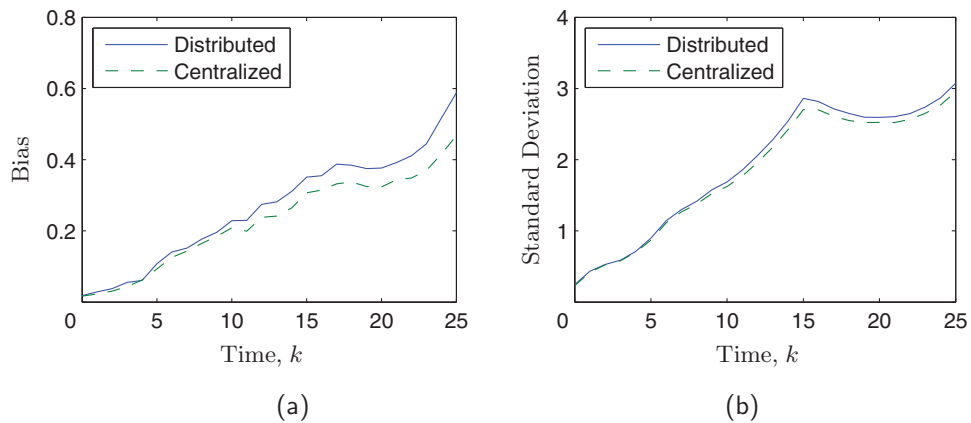 0.8
0.6
0.4
0.2
0
5
10
15
20
25
Bias
Time, k
Distributed
Centralized
(a)
4
3
2
1
0
5
10
15
20
25
Standard Deviation
Time, k
Distributed
Centralized
(b)